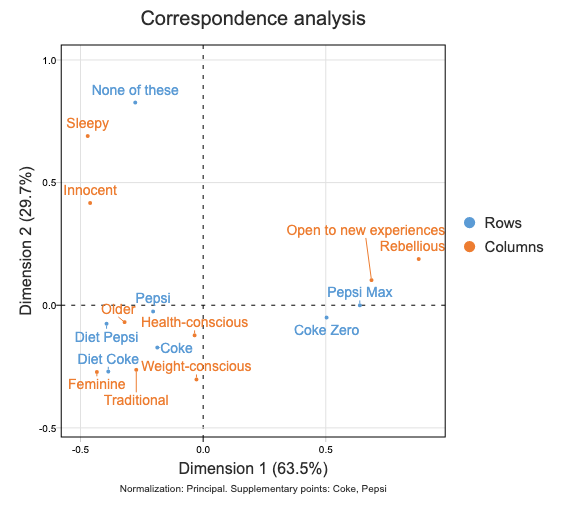 Correspondence analysis
1.0
None of these
Sleepy
0.5
Innocent
Open to new experiences
Rebellious
Rows
Columns
Dimension 2 (29.7%)
Pepsi Max
Pepsi
0.0
Older
Health-conscious
Coke Zero
Diet Pepsi
Coke
Diet Coke
Weight-conscious
Feminine
Traditional
-0.5
-0.5
0.0
0.5
Dimension 1 (63.5%)
Normalization: Principal. Supplementary points: Coke, Pepsi